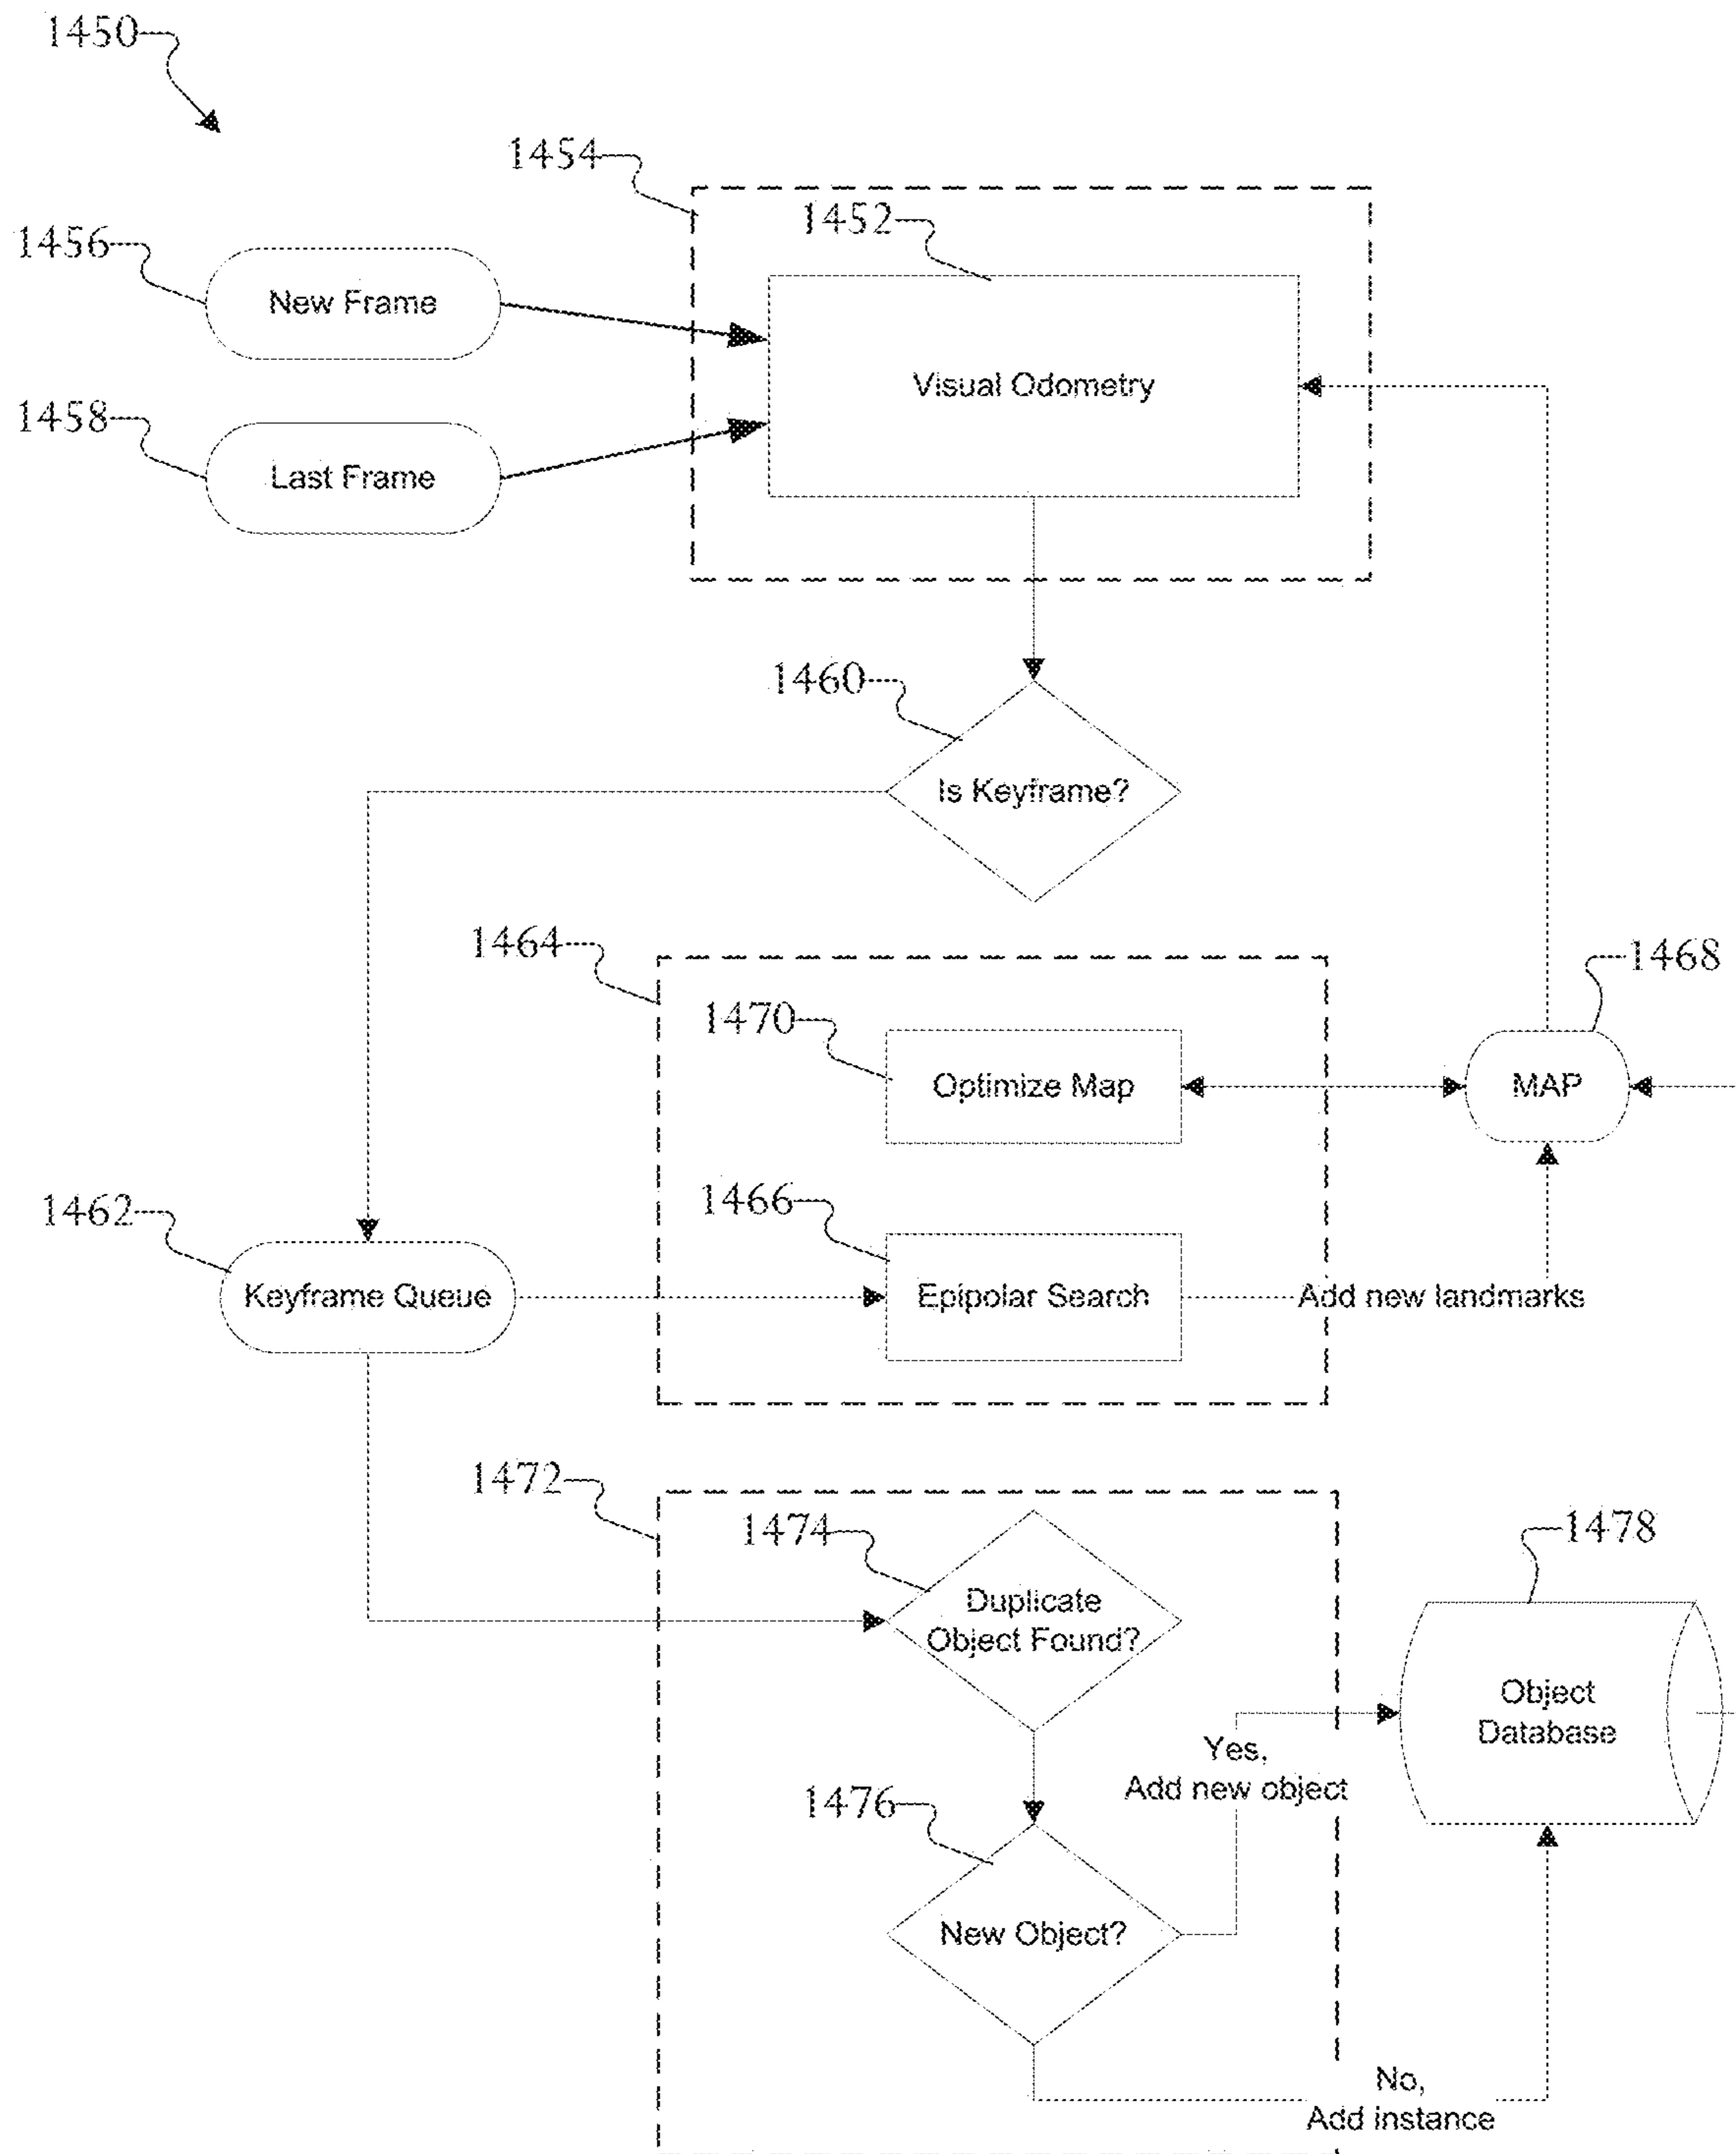 1450
1454
1452
1456
New Frame
Visual Odometry
1458
Last Frame
1460
Is Keyframe?
1464
1468
1470
Optimize Map
MAP
1466
1462
Keyframe Queue
Epipolar Search
Add new landmarks
1472
1474
1478
Duplicate
Object Found?
Object
Database
Yes,
Add new object
1476
New Object?
No,
Add instance